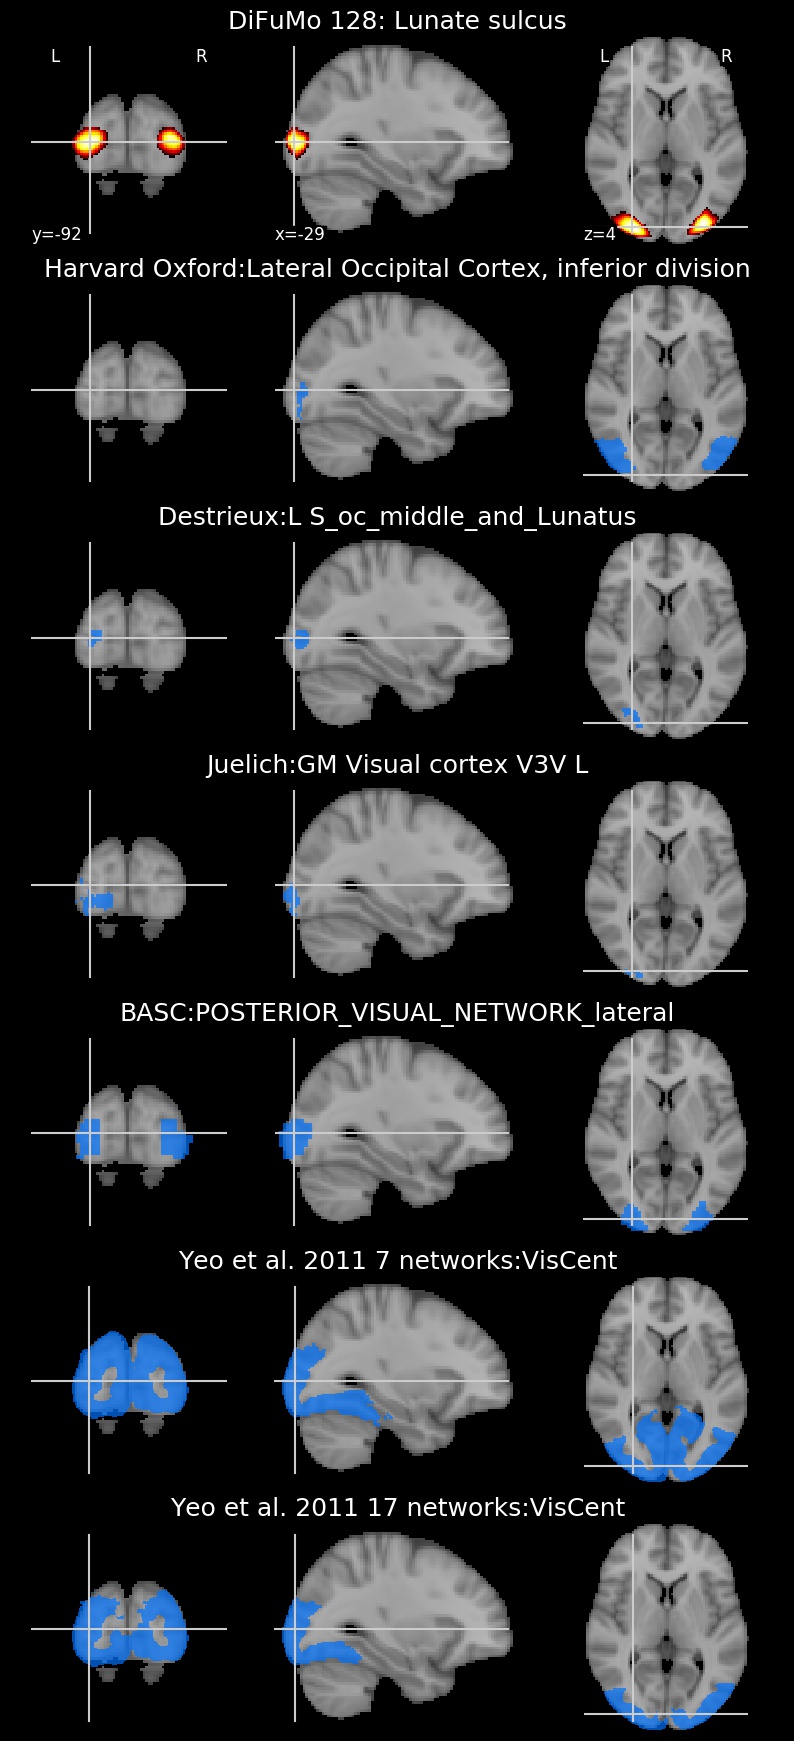 DiFuMo 128: Lunate sulcus
L R L R
y=-92 x=-29 z=4
Harvard Oxford:Lateral Occipital Cortex, inferior division
Destrieux:L S_oc_middle_and_Lunatus
Juelich:GM Visual cortex V3V L
BASC:POSTERIOR_VISUAL_NETWORK_lateral
Yeo et al. 2011 7 networks:VisCent
Yeo et al. 2011 17 networks:VisCent